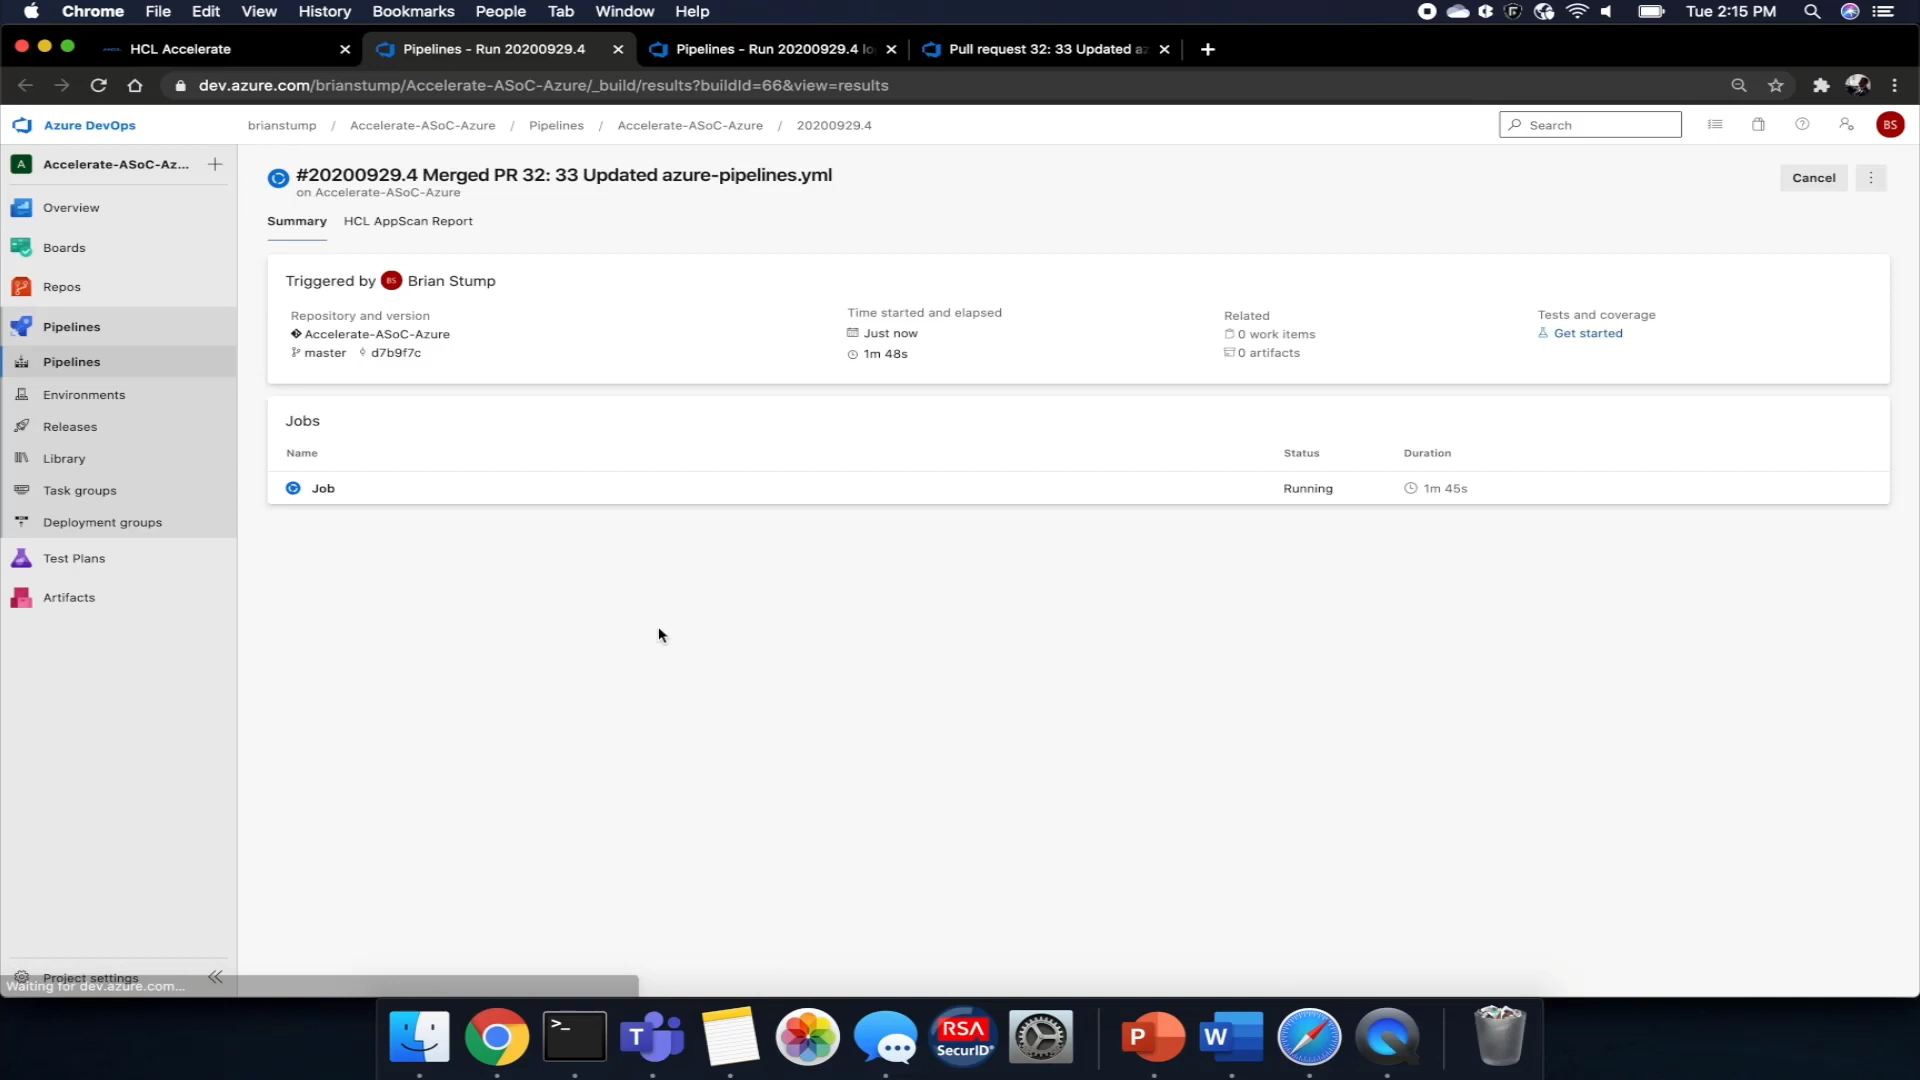 Chrome File Edit View History Bookmarks People Tab Window Help Tue 2:15 PM
HCL Accelerate Pipelines - Run 20200929.4 Pipelines - Run 20200929.4 lo Pull request 32: 33 Updated az
dev.azure.com/brianstump/Accelerate-ASoC-Azure/_build/results?buildId=66&view=results
Azure DevOps brianstump / Accelerate-ASoC-Azure / Pipelines / Accelerate-ASoC-Azure / 20200929.4 Search BS
A Accelerate-ASoC-Az... +
#20200929.4 Merged PR 32: 33 Updated azure-pipelines.yml
on Accelerate-ASoC-Azure
Cancel
Overview
Boards
Repos
Pipelines
Pipelines
Environments
Releases
Library
Task groups
Deployment groups
Test Plans
Artifacts
Project settings
Waiting for dev.azure.com...
Summary HCL AppScan Report
Triggered by BS Brian Stump
Repository and version
Accelerate-ASoC-Azure
master d7b9f7c
Time started and elapsed
Just now
1m 48s
Related
0 work items
0 artifacts
Tests and coverage
Get started
Jobs
Name Status Duration
Job Running 1m 45s
>_ T RSA SecurID P W